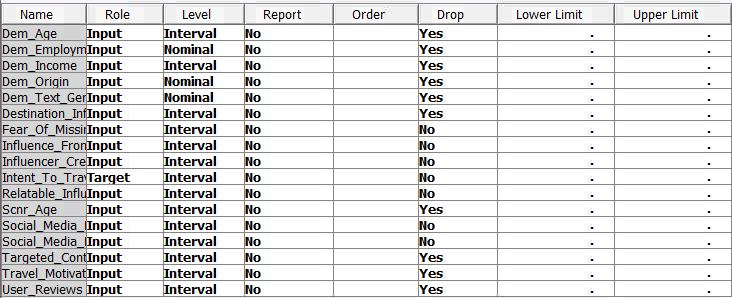 Name Role Level Report Order Drop Lower Limit Upper Limit
Dem_Age Input Interval No Yes . .
Dem_Employm Input Nominal No Yes . .
Dem_Income Input Interval No Yes . .
Dem_Origin Input Nominal No Yes . .
Dem_Text_Ger Input Nominal No Yes . .
Destination_Inf Input Interval No Yes . .
Fear_Of_Missin Input Interval No No . .
Influence_Fron Input Interval No No . .
Influencer_Cre Input Interval No No . .
Intent_To_Trav Target Interval No No . .
Relatable_Influ Input Interval No No . .
Scnr_Age Input Interval No Yes . .
Social_Media_ Input Interval No No . .
Social_Media_ Input Interval No No . .
Targeted_Cont Input Interval No Yes . .
Travel_Motivat Input Interval No Yes . .
User_Reviews Input Interval No Yes . .